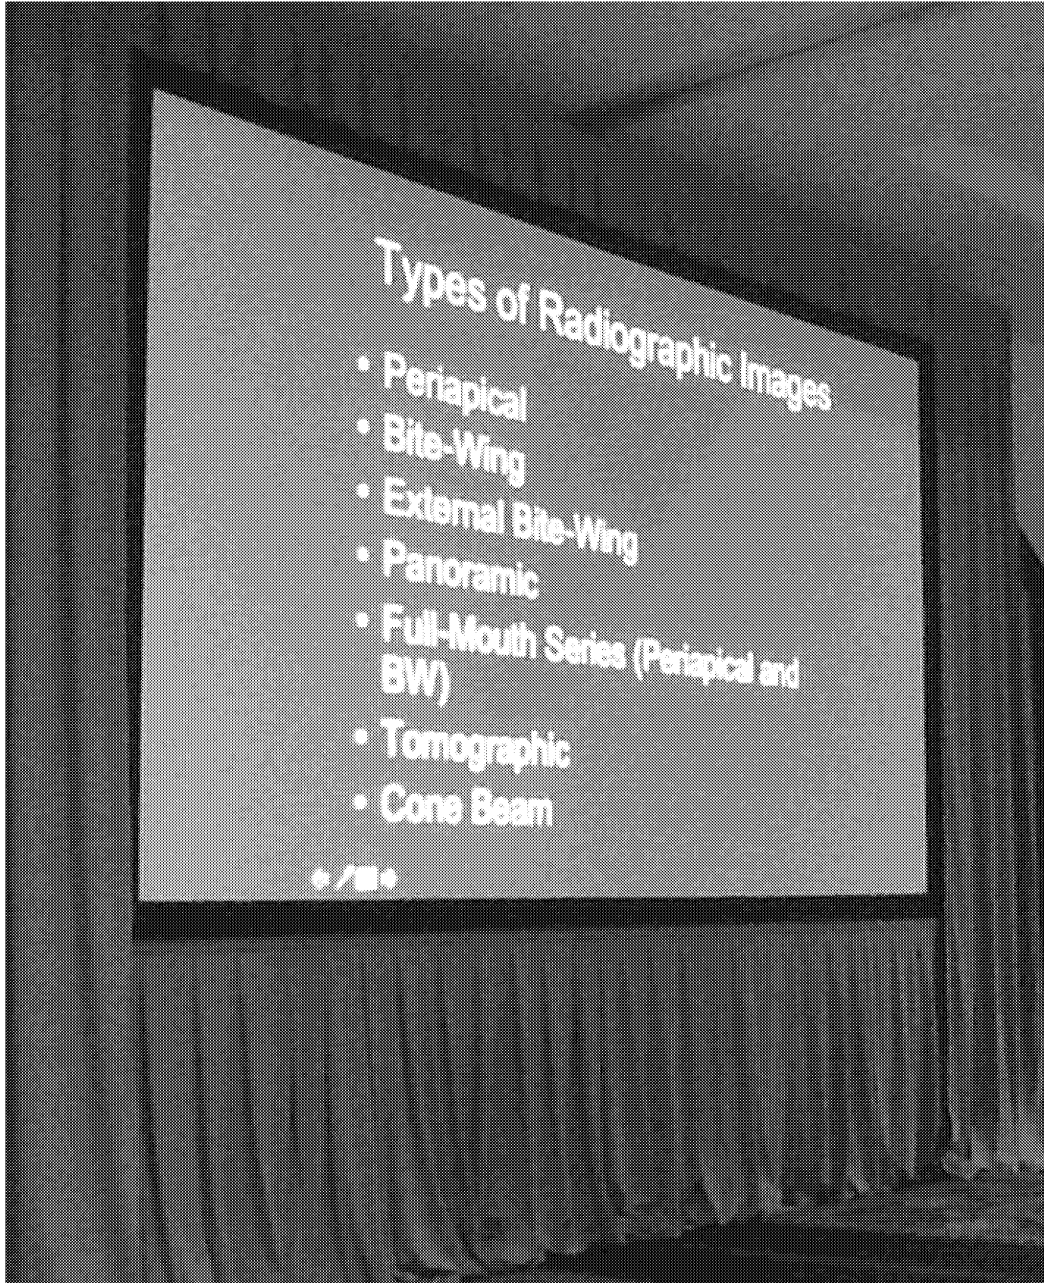 Types of Radiographic Images
• Periapical
• Bite-Wing
• External Bite-Wing
• Panoramic
• Full-Mouth Series (Periapical and
BW)
• Tomographic
• Cone Beam